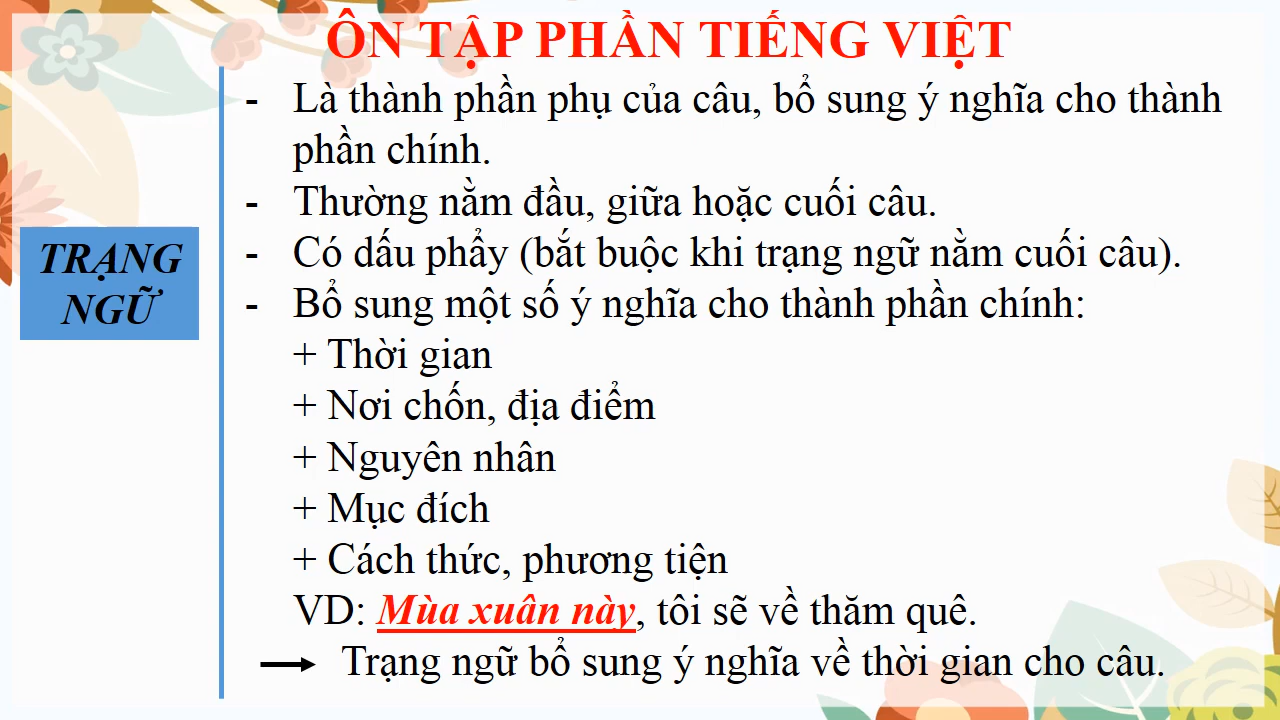 ÔN TẬP PHẦN TIẾNG VIỆT
TRẠNG
NGỮ
- Là thành phần phụ của câu, bổ sung ý nghĩa cho thành
phần chính.
- Thường nằm đầu, giữa hoặc cuối câu.
- Có dấu phẩy (bắt buộc khi trạng ngữ nằm cuối câu).
- Bổ sung một số ý nghĩa cho thành phần chính:
+ Thời gian
+ Nơi chốn, địa điểm
+ Nguyên nhân
+ Mục đích
+ Cách thức, phương tiện
VD: Mùa xuân này, tôi sẽ về thăm quê.
Trạng ngữ bổ sung ý nghĩa về thời gian cho câu.